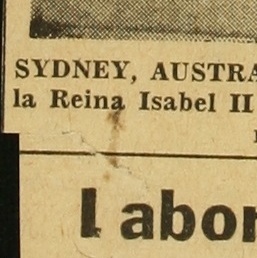 SYDNEY, AUSTRA
la Reina Isabel II
Labor